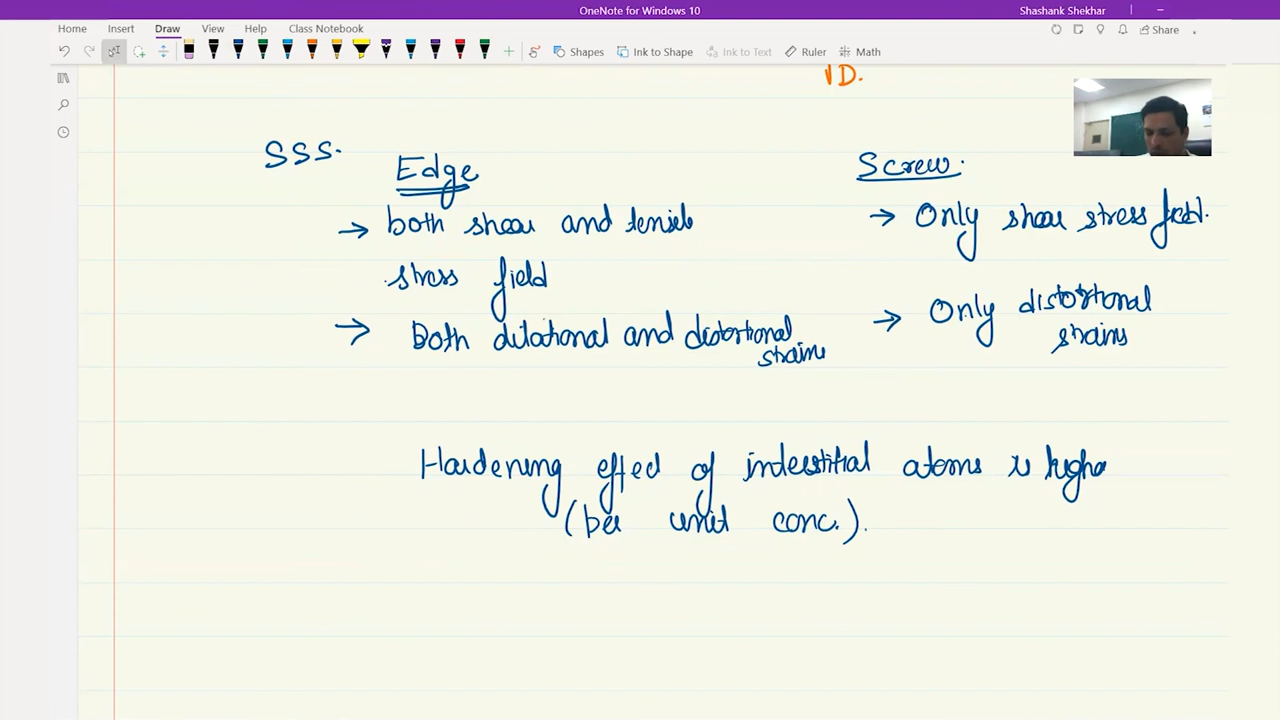 OneNote for Windows 10
Shashank Shekhar
Home Insert Draw View Help Class Notebook
Share
Shapes Ink to Shape Ink to Text Ruler Math
1D.
SSS.
Edge
Screw.
→ both shear and tensile
stress field
→ Only shear stress field.
→ Both dilational and distortional
strains
→ Only distortional
strains
Hardening effect of interstitial atoms is higher
(per unit conc.).